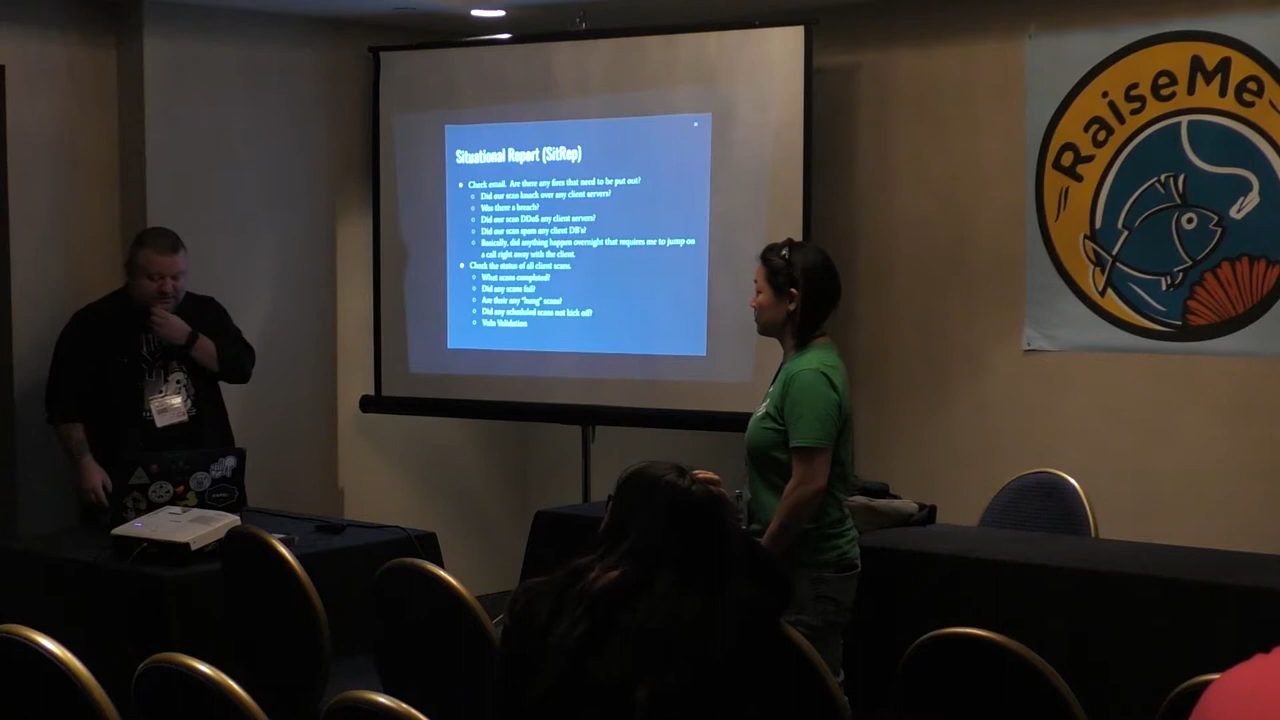 Situational Report (SitRep)
Check email. Are there any fires that need to be put out?
Did our scan knock over any client servers?
Was there a breach?
Did our scan DDoS any client servers?
Did our scan spam any client DB's?
Basically, did anything happen overnight that requires me to jump on
a call right away with the client.
Check the status of all client scans.
What scans completed?
Did any scans fail?
Are their any "hung" scans?
Did any scheduled scans not kick off?
Vuln Validation
RaiseMe